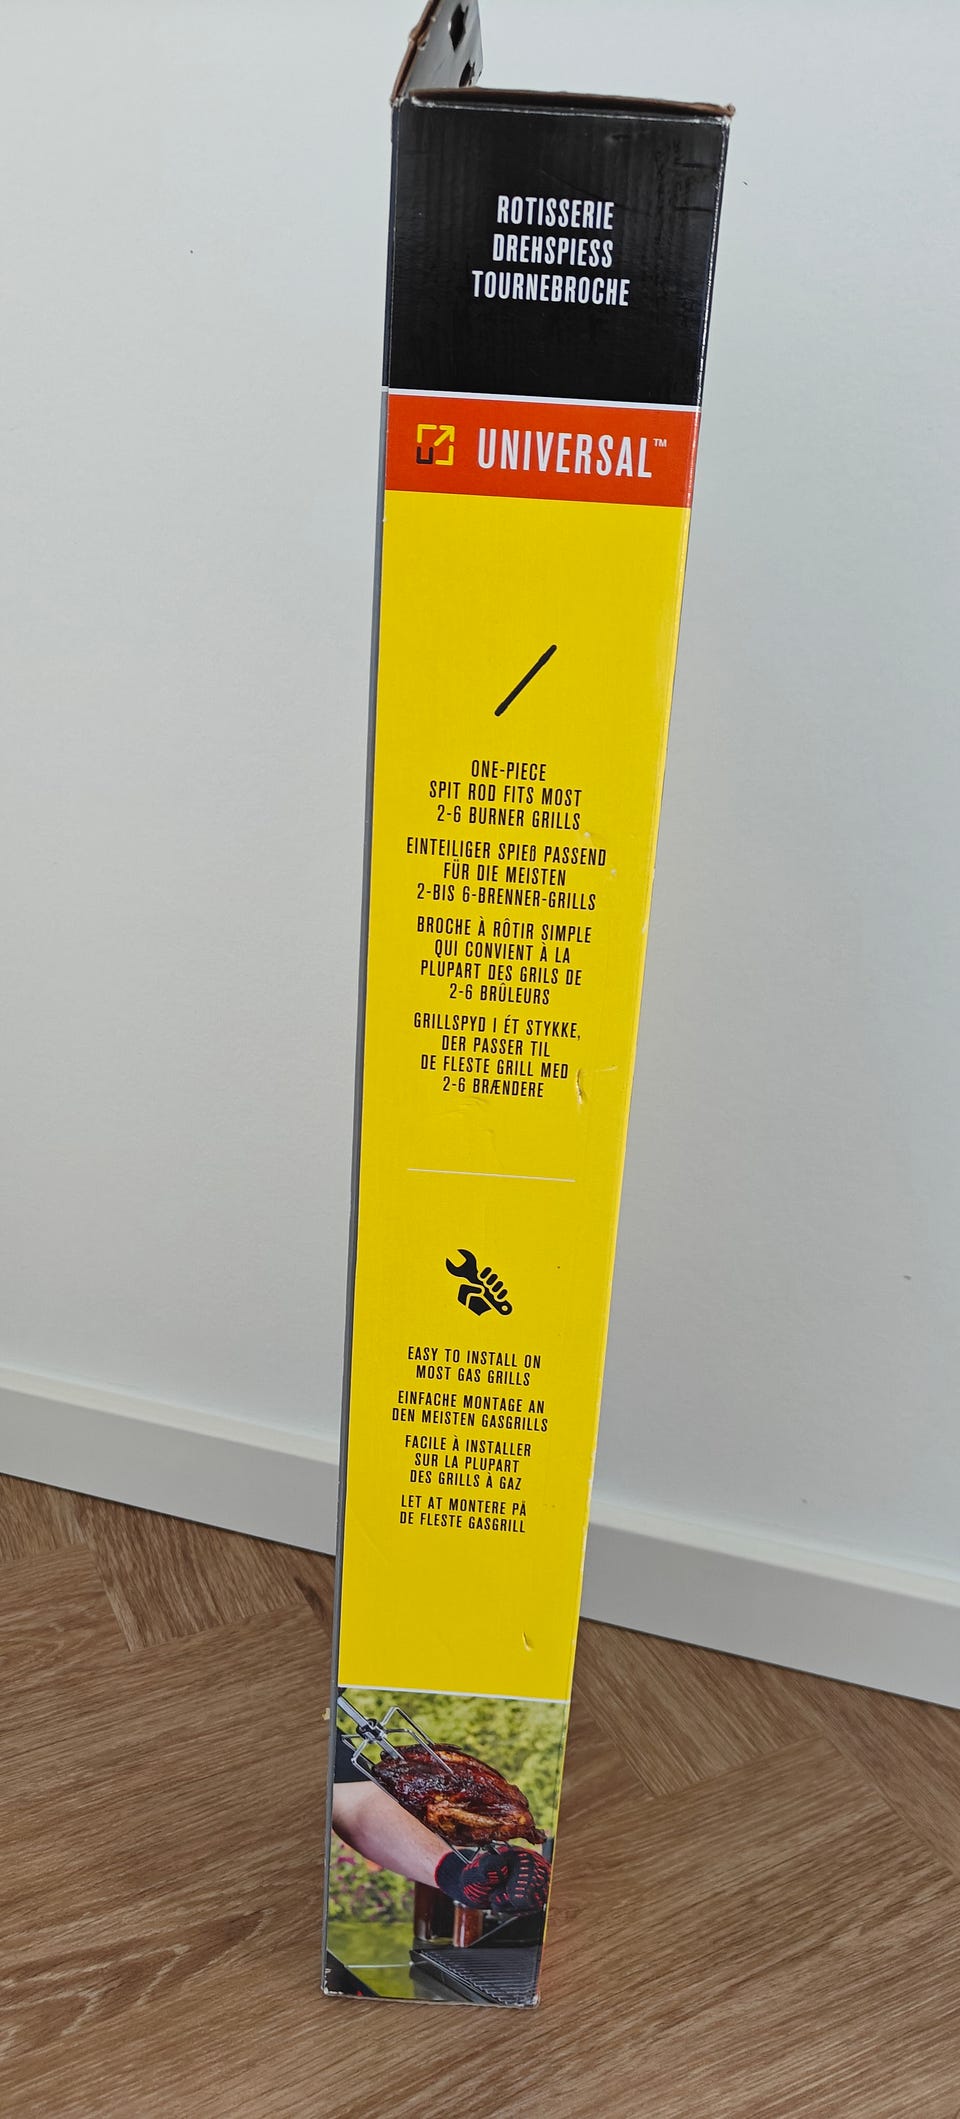 ROTISSERIE
DREHSPIESS
TOURNEBROCHE
UNIVERSAL™
ONE-PIECE
SPIT ROD FITS MOST
2-6 BURNER GRILLS
EINTEILIGER SPIEß PASSEND
FÜR DIE MEISTEN
2-BIS 6-BRENNER-GRILLS
BROCHE À RÔTIR SIMPLE
QUI CONVIENT À LA
PLUPART DES GRILS DE
2-6 BRÛLEURS
GRILLSPYD I ÉT STYKKE,
DER PASSER TIL
DE FLESTE GRILL MED
2-6 BRÆNDERE
EASY TO INSTALL ON
MOST GAS GRILLS
EINFACHE MONTAGE AN
DEN MEISTEN GASGRILLS
FACILE À INSTALLER
SUR LA PLUPART
DES GRILLS À GAZ
LET AT MONTERE PÅ
DE FLESTE GASGRILL